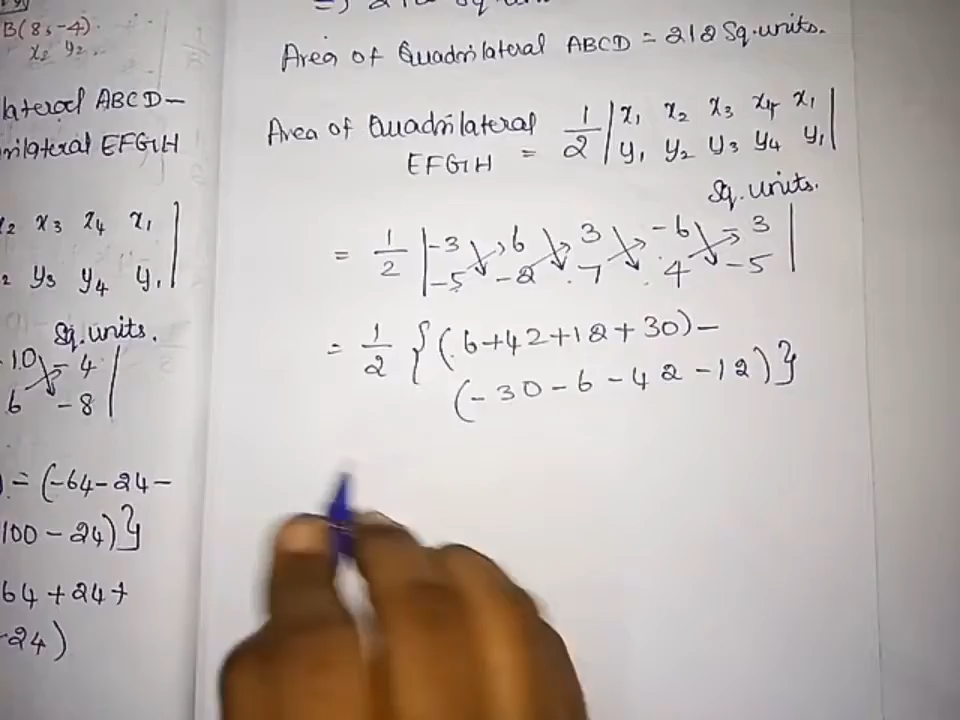 B(8, -4).
x₂ y₂
lateral ABCD –
rilateral EFGH
x₂ x₃ x₄ x₁ |
₂ y₃ y₄ y₁ |
Sq. units.
10 - 4 |
6 - 8 |
= (-64-24-
100 - 24)}
64 + 24 +
-24)
Area of Quadrilateral ABCD = 212 Sq. units.
Area of Quadrilateral
EFGH = 1/2 | x₁ x₂ x₃ x₄ x₁ |
| y₁ y₂ y₃ y₄ y₁ |
Sq. units.
= 1/2 | -3 6 3 -6 -3 |
| -5 -2 7 4 -5 |
= 1/2 {(6+42+12+30) –
(-30-6-42-12)}